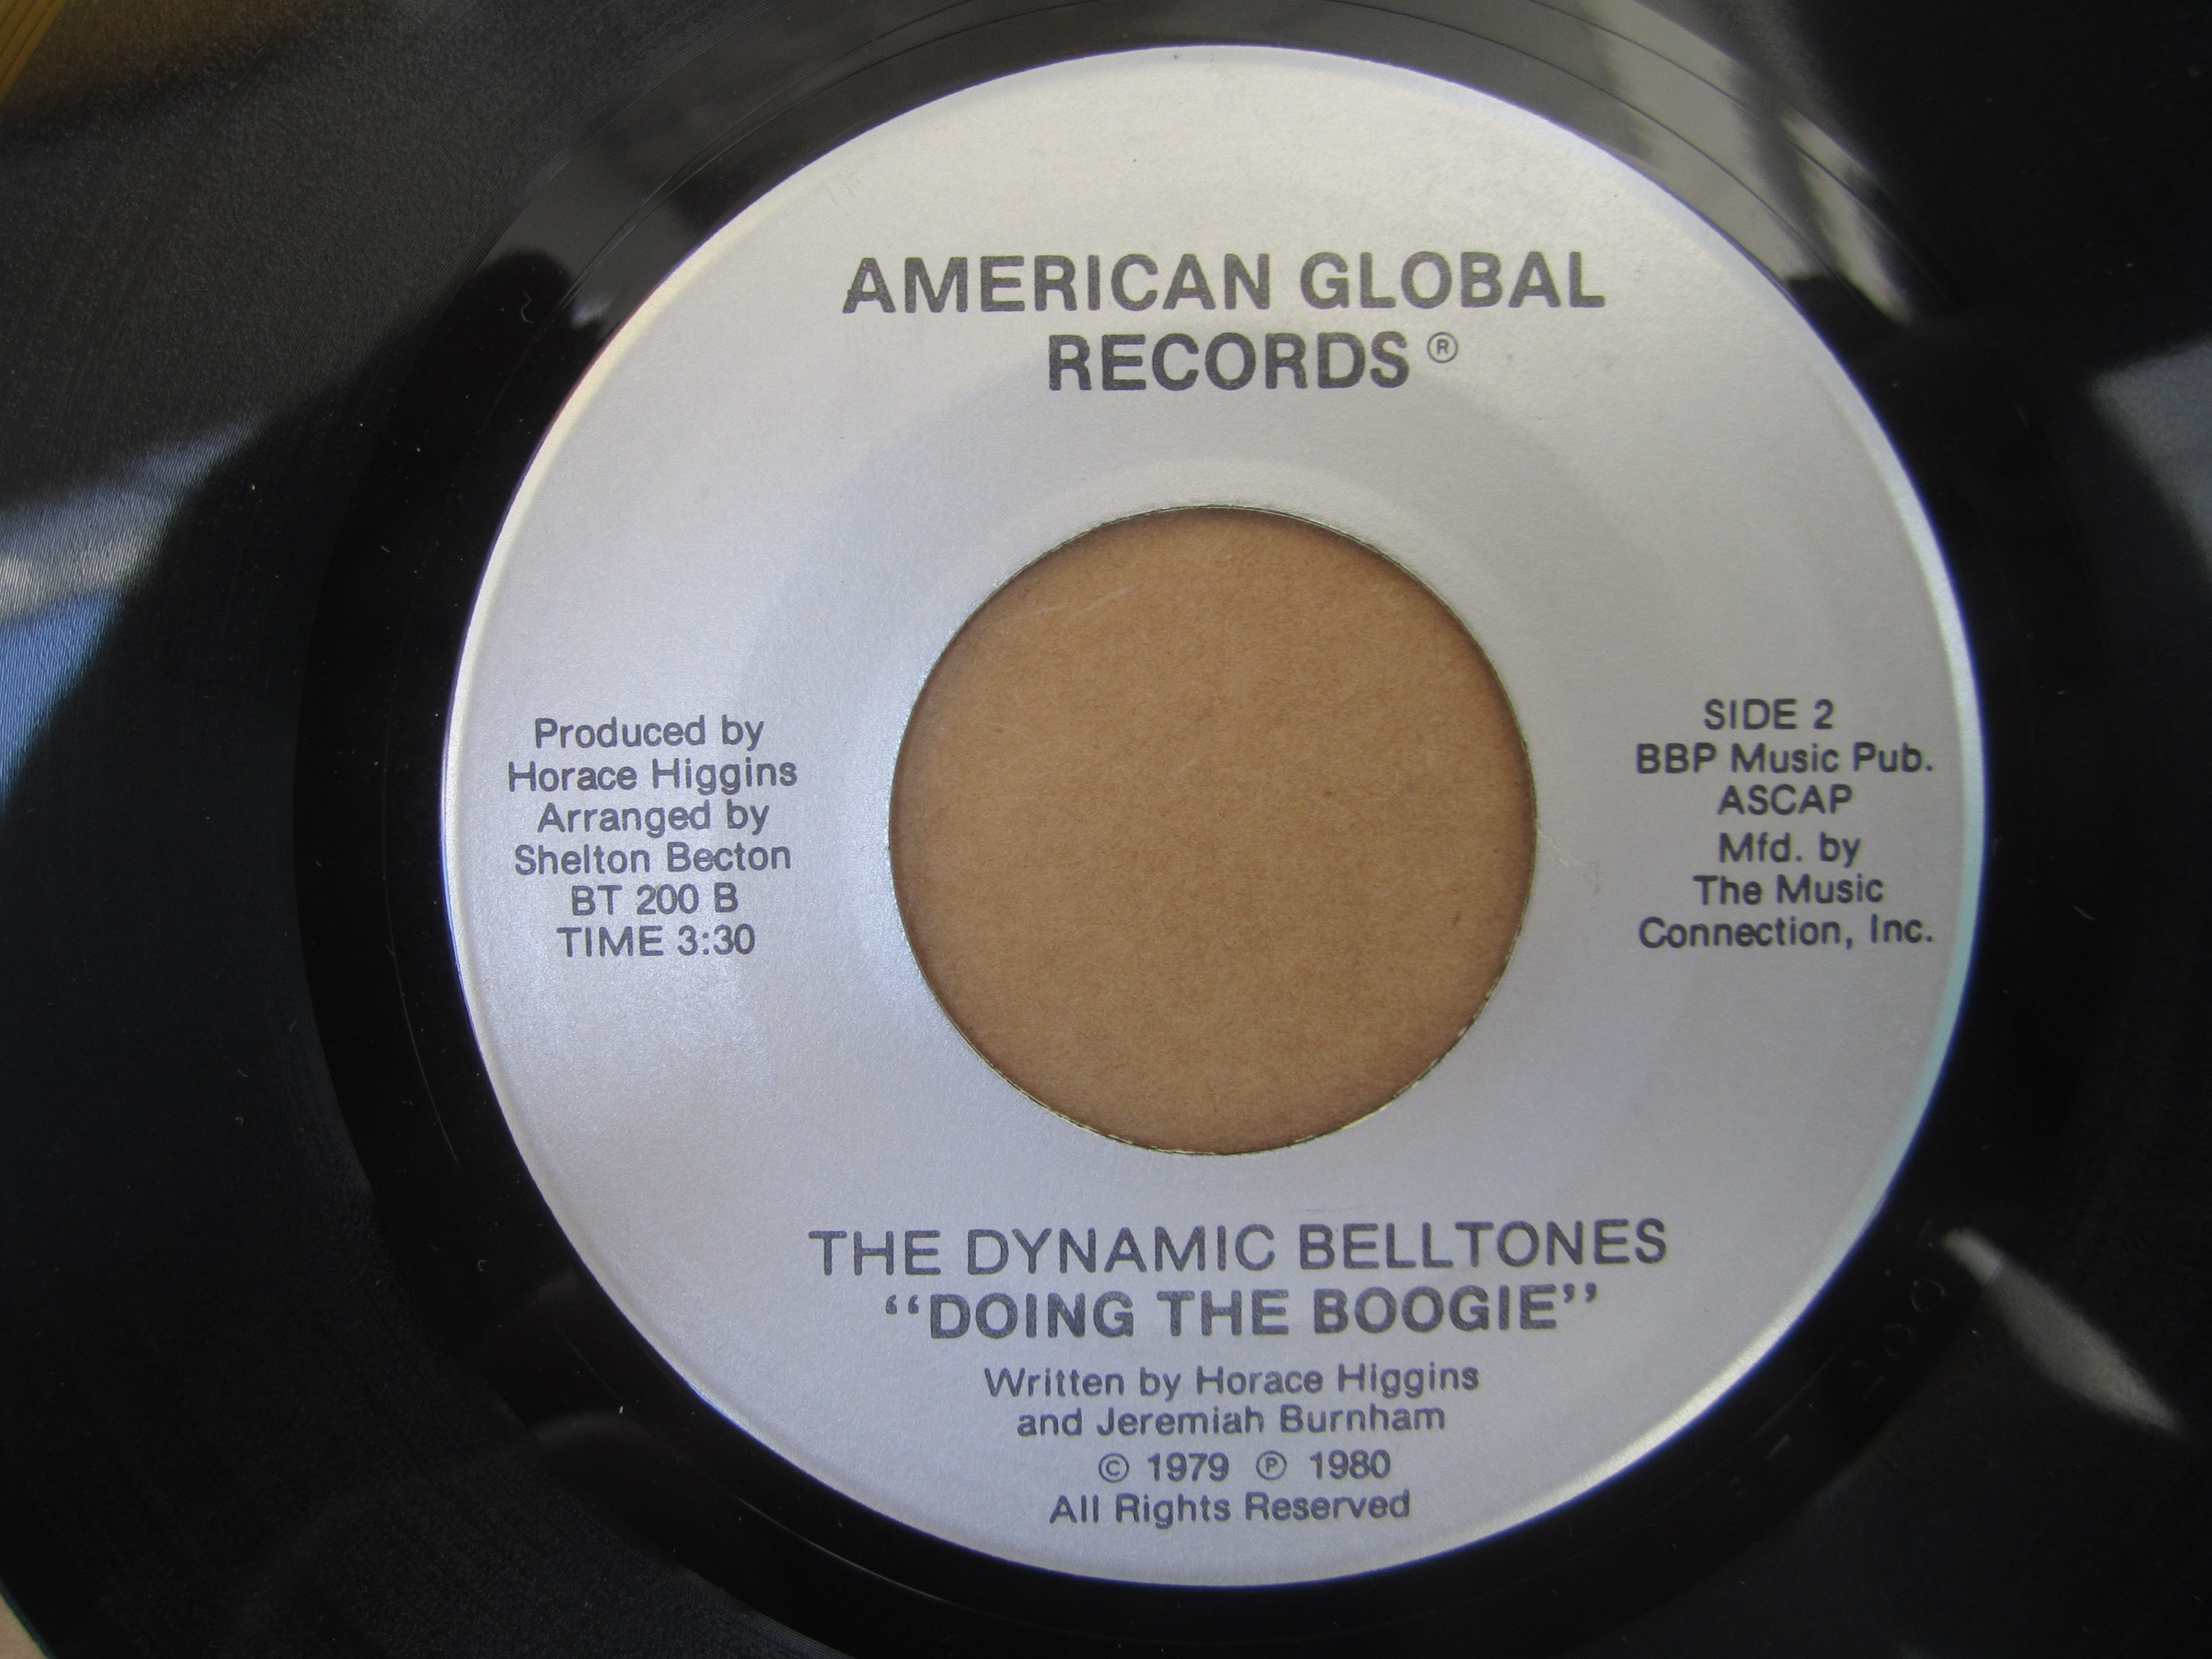 AMERICAN GLOBAL
RECORDS ®
Produced by
Horace Higgins
Arranged by
Shelton Becton
BT 200 B
TIME 3:30
SIDE 2
BBP Music Pub.
ASCAP
Mfd. by
The Music
Connection, Inc.
THE DYNAMIC BELLTONES
‘‘DOING THE BOOGIE’’
Written by Horace Higgins
and Jeremiah Burnham
© 1979 ℗ 1980
All Rights Reserved